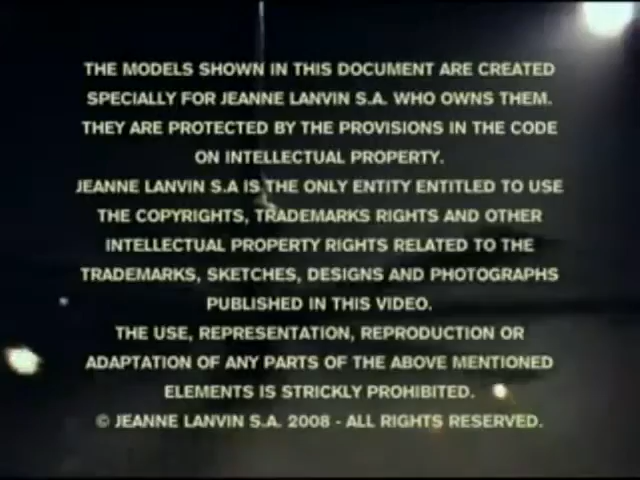 THE MODELS SHOWN IN THIS DOCUMENT ARE CREATED
SPECIALLY FOR JEANNE LANVIN S.A. WHO OWNS THEM.
THEY ARE PROTECTED BY THE PROVISIONS IN THE CODE
ON INTELLECTUAL PROPERTY.
JEANNE LANVIN S.A IS THE ONLY ENTITY ENTITLED TO USE
THE COPYRIGHTS, TRADEMARKS RIGHTS AND OTHER
INTELLECTUAL PROPERTY RIGHTS RELATED TO THE
TRADEMARKS, SKETCHES, DESIGNS AND PHOTOGRAPHS
PUBLISHED IN THIS VIDEO.
THE USE, REPRESENTATION, REPRODUCTION OR
ADAPTATION OF ANY PARTS OF THE ABOVE MENTIONED
ELEMENTS IS STRICKLY PROHIBITED.
© JEANNE LANVIN S.A. 2008 - ALL RIGHTS RESERVED.